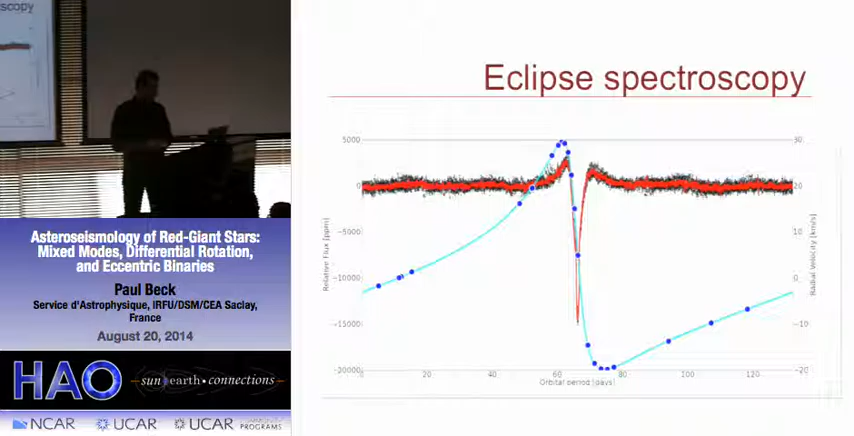 scopy
Eclipse spectroscopy
5000
0
−5000
−10000
−15000
−20000
Relative Flux [ppm]
30
20
10
0
−10
−20
Radial Velocity [km/s]
0 20 40 60 80 100 120
Orbital period [days]
Asteroseismology of Red-Giant Stars:
Mixed Modes, Differential Rotation,
and Eccentric Binaries
Paul Beck
Service d'Astrophysique, IRFU/DSM/CEA Saclay,
France
August 20, 2014
HAO sun earth • connections
NCAR UCAR UCAR
PROGRAMS